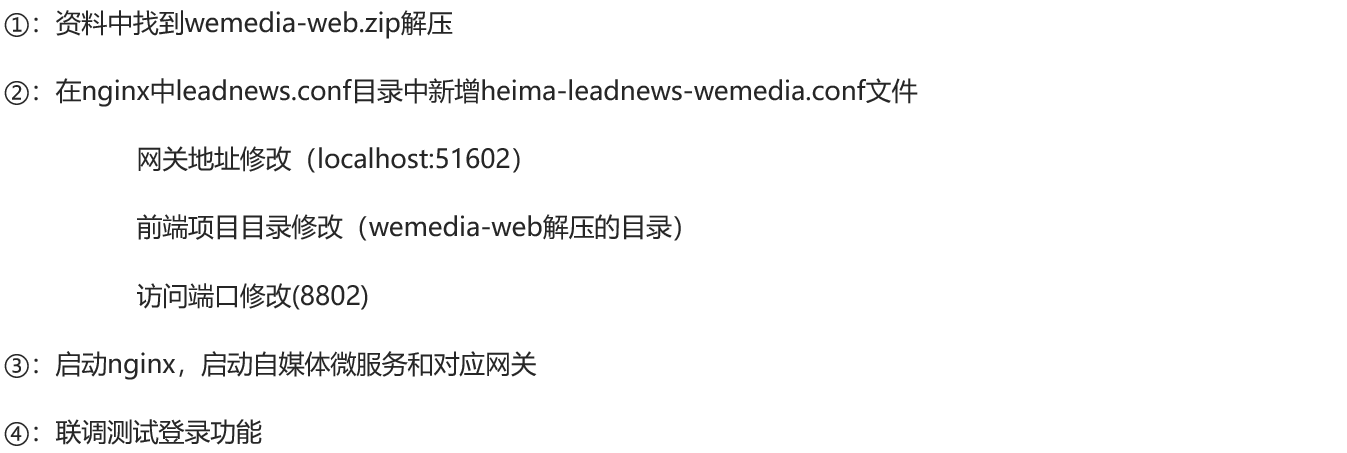 ①：资料中找到wemedia-web.zip解压
②：在nginx中leadnews.conf目录中新增heima-leadnews-wemedia.conf文件
网关地址修改（localhost:51602）
前端项目目录修改（wemedia-web解压的目录）
访问端口修改(8802)
③：启动nginx，启动自媒体微服务和对应网关
④：联调测试登录功能